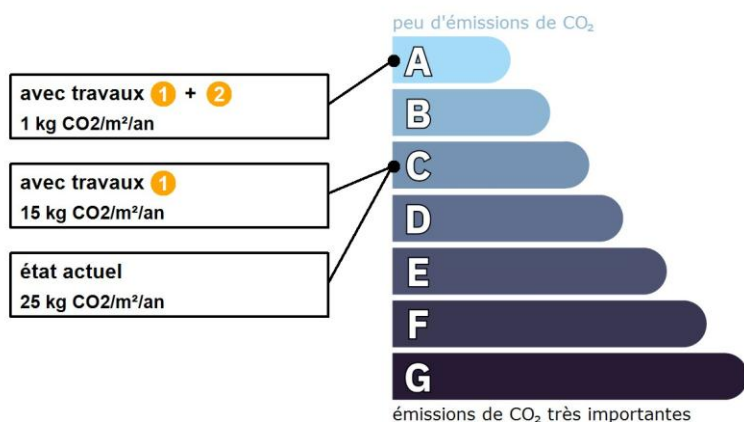 peu d'émissions de CO₂
A
avec travaux 1 + 2
1 kg CO2/m²/an
B
C
avec travaux 1
15 kg CO2/m²/an
D
état actuel
25 kg CO2/m²/an
E
F
G
émissions de CO₂ très importantes